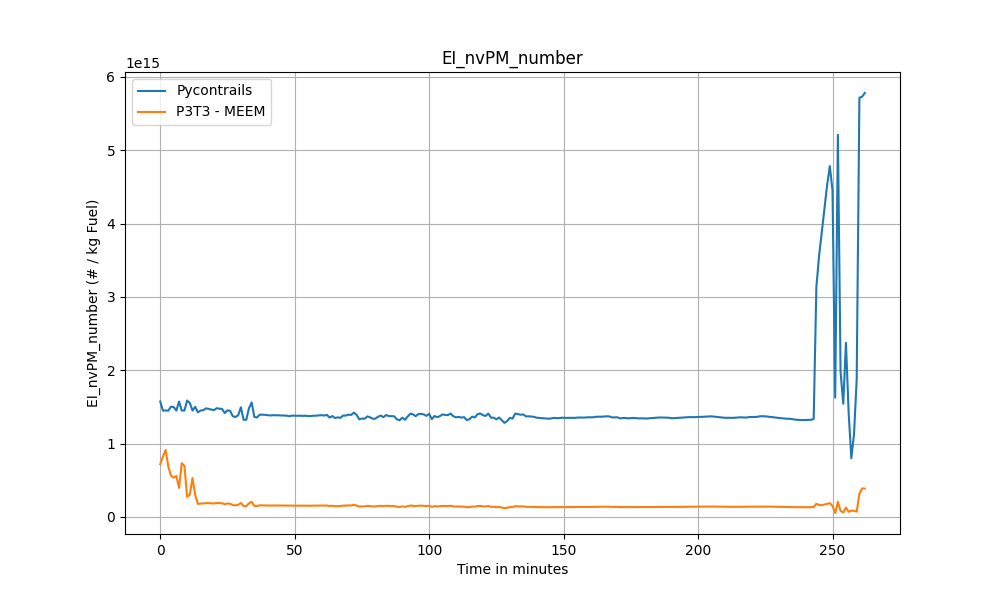 EI_nvPM_number
1e15
Pycontrails
P3T3 - MEEM
EI_nvPM_number (# / kg Fuel)
6
5
4
3
2
1
0
0 50 100 150 200 250
Time in minutes